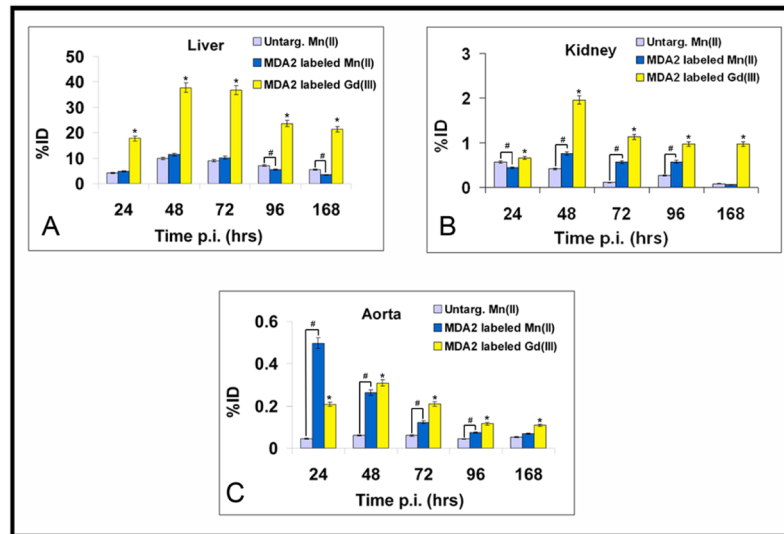 Liver
Untarg. Mn(II)
MDA2 labeled Mn(II)
MDA2 labeled Gd(III)
50
40
30
20
10
0
%ID
* * * * *
# #
24 48 72 96 168
Time p.i. (hrs)
A
Kidney
Untarg. Mn(II)
MDA2 labeled Mn(II)
MDA2 labeled Gd(III)
3
2
1
0
%ID
* * * * *
# # # #
24 48 72 96 168
Time p.i. (hrs)
B
Aorta
Untarg. Mn(II)
MDA2 labeled Mn(II)
MDA2 labeled Gd(III)
0.6
0.4
0.2
0
%ID
# # # #
* * * * *
24 48 72 96 168
Time p.i. (hrs)
C